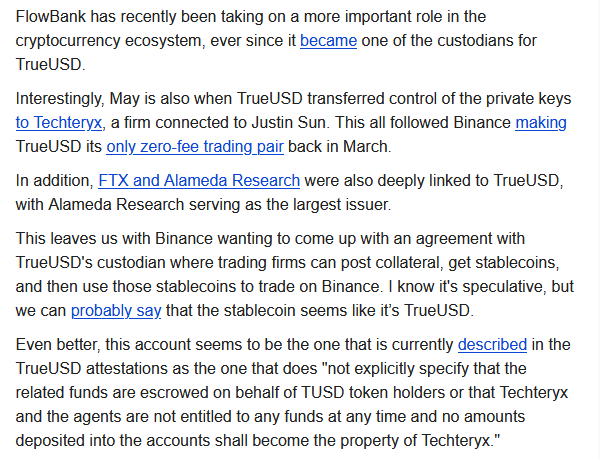 FlowBank has recently been taking on a more important role in the
cryptocurrency ecosystem, ever since it became one of the custodians for
TrueUSD.
Interestingly, May is also when TrueUSD transferred control of the private keys
to Techteryx, a firm connected to Justin Sun. This all followed Binance making
TrueUSD its only zero-fee trading pair back in March.
In addition, FTX and Alameda Research were also deeply linked to TrueUSD,
with Alameda Research serving as the largest issuer.
This leaves us with Binance wanting to come up with an agreement with
TrueUSD's custodian where trading firms can post collateral, get stablecoins,
and then use those stablecoins to trade on Binance. I know it's speculative, but
we can probably say that the stablecoin seems like it’s TrueUSD.
Even better, this account seems to be the one that is currently described in the
TrueUSD attestations as the one that does "not explicitly specify that the
related funds are escrowed on behalf of TUSD token holders or that Techteryx
and the agents are not entitled to any funds at any time and no amounts
deposited into the accounts shall become the property of Techteryx."